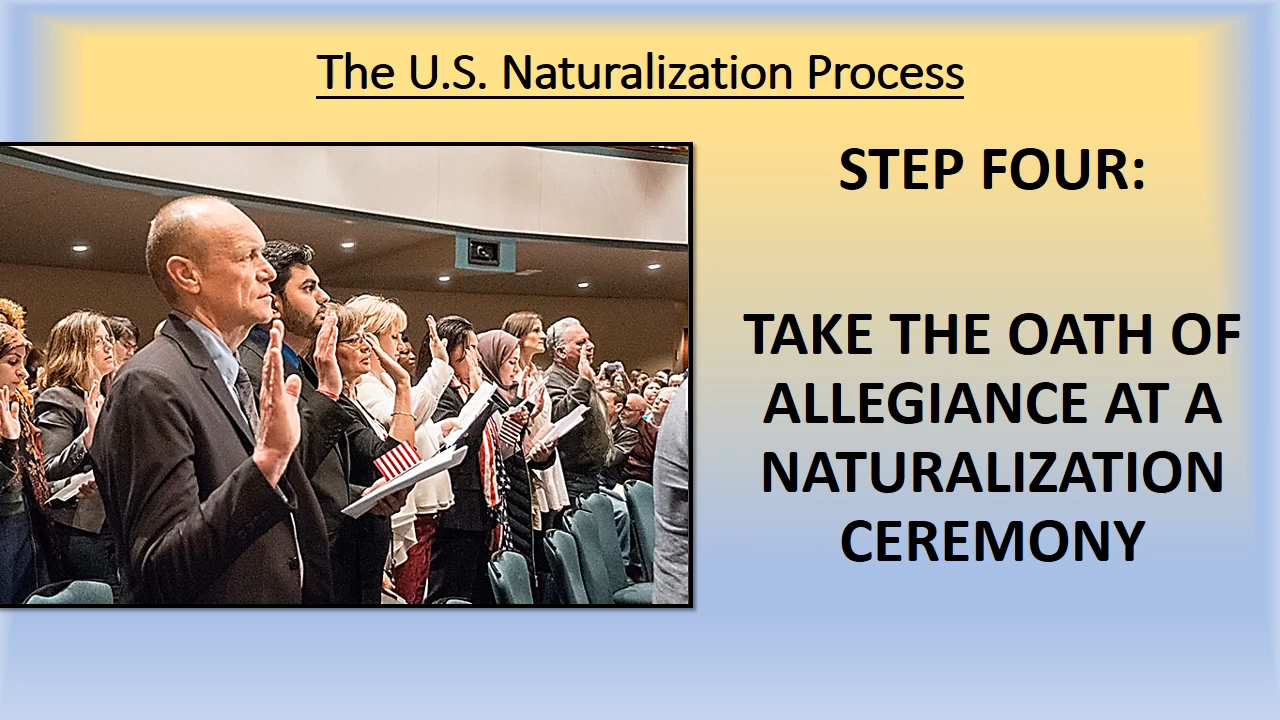 The U.S. Naturalization Process
STEP FOUR:
TAKE THE OATH OF
ALLEGIANCE AT A
NATURALIZATION
CEREMONY